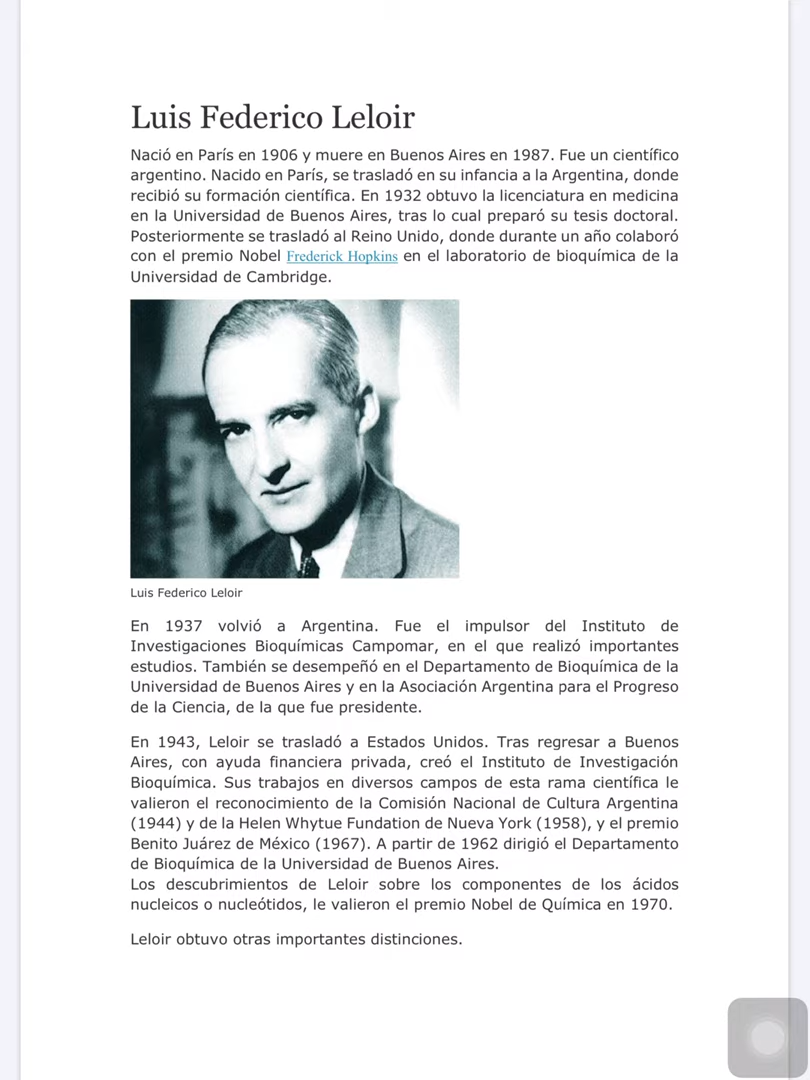 Luis Federico Leloir
Nació en París en 1906 y muere en Buenos Aires en 1987. Fue un científico
argentino. Nacido en París, se trasladó en su infancia a la Argentina, donde
recibió su formación científica. En 1932 obtuvo la licenciatura en medicina
en la Universidad de Buenos Aires, tras lo cual preparó su tesis doctoral.
Posteriormente se trasladó al Reino Unido, donde durante un año colaboró
con el premio Nobel Frederick Hopkins en el laboratorio de bioquímica de la
Universidad de Cambridge.
Luis Federico Leloir
En 1937 volvió a Argentina. Fue el impulsor del Instituto de
Investigaciones Bioquímicas Campomar, en el que realizó importantes
estudios. También se desempeñó en el Departamento de Bioquímica de la
Universidad de Buenos Aires y en la Asociación Argentina para el Progreso
de la Ciencia, de la que fue presidente.
En 1943, Leloir se trasladó a Estados Unidos. Tras regresar a Buenos
Aires, con ayuda financiera privada, creó el Instituto de Investigación
Bioquímica. Sus trabajos en diversos campos de esta rama científica le
valieron el reconocimiento de la Comisión Nacional de Cultura Argentina
(1944) y de la Helen Whytue Fundation de Nueva York (1958), y el premio
Benito Juárez de México (1967). A partir de 1962 dirigió el Departamento
de Bioquímica de la Universidad de Buenos Aires.
Los descubrimientos de Leloir sobre los componentes de los ácidos
nucleicos o nucleótidos, le valieron el premio Nobel de Química en 1970.
Leloir obtuvo otras importantes distinciones.